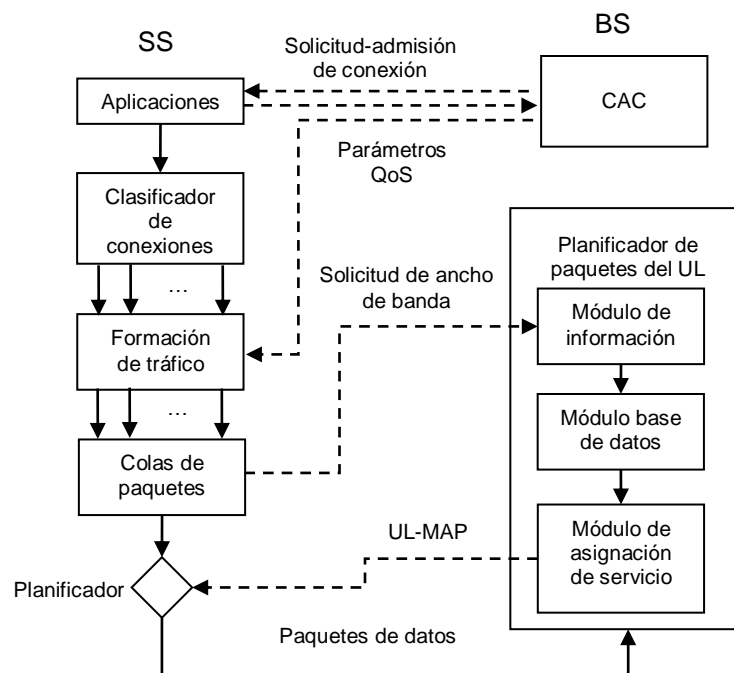 SS
BS
Solicitud-admisión
de conexión
Aplicaciones
CAC
Parámetros
QoS
Clasificador
de
conexiones
Planificador de
paquetes del UL
...
Solicitud de ancho
de banda
Módulo de
información
Formación
de tráfico
...
Módulo base
de datos
Colas de
paquetes
UL-MAP
Módulo de
asignación
de servicio
Planificador
Paquetes de datos